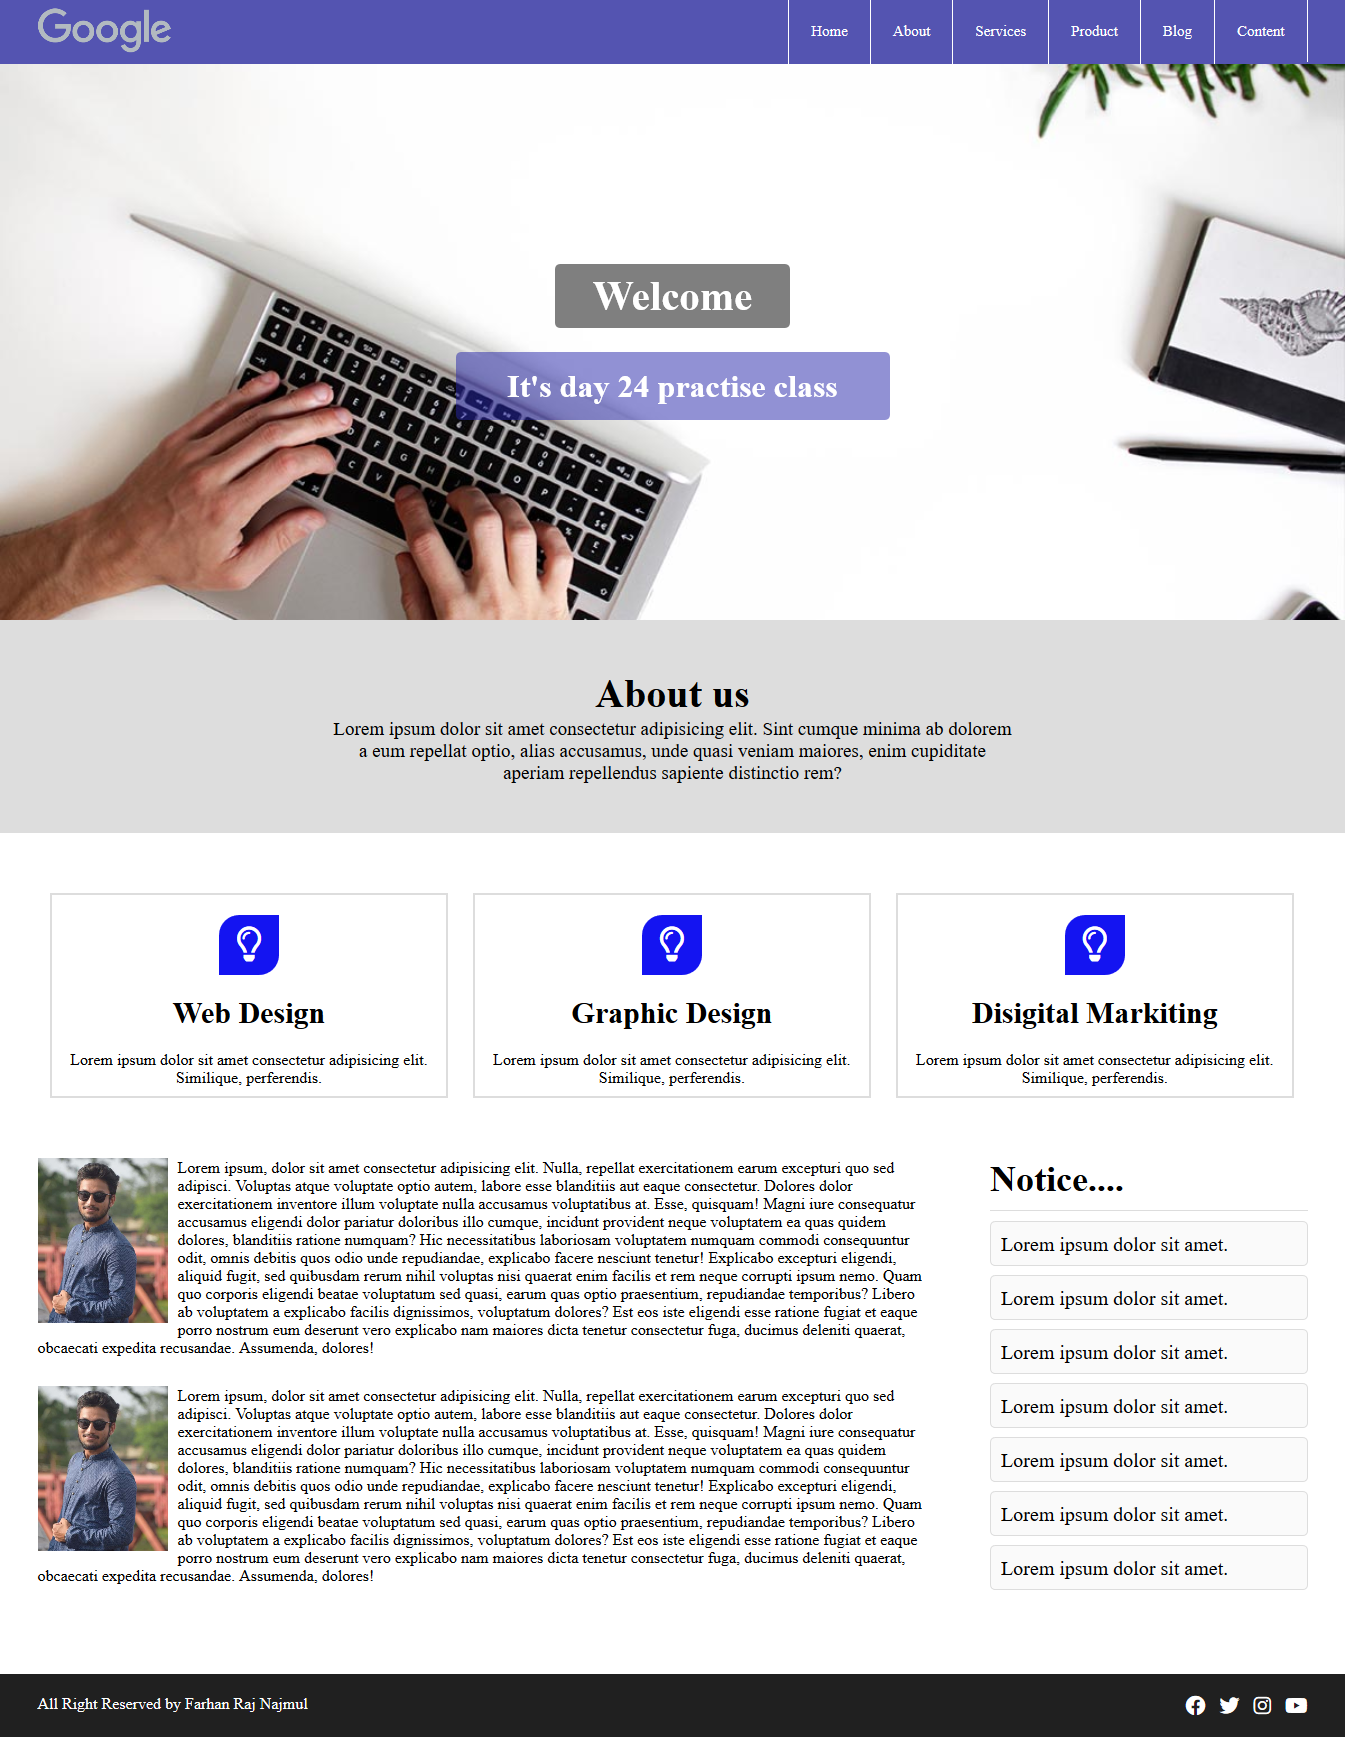 Google
Home About Services Product Blog Content
Welcome
It's day 24 practise class
About us
Lorem ipsum dolor sit amet consectetur adipisicing elit. Sint cumque minima ab dolorem
a eum repellat optio, alias accusamus, unde quasi veniam maiores, enim cupiditate
aperiam repellendus sapiente distinctio rem?
Web Design
Lorem ipsum dolor sit amet consectetur adipisicing elit.
Similique, perferendis.
Graphic Design
Lorem ipsum dolor sit amet consectetur adipisicing elit.
Similique, perferendis.
Disigital Markiting
Lorem ipsum dolor sit amet consectetur adipisicing elit.
Similique, perferendis.
Lorem ipsum, dolor sit amet consectetur adipisicing elit. Nulla, repellat exercitationem earum excepturi quo sed
adipisci. Voluptas atque voluptate optio autem, labore esse blanditiis aut eaque consectetur. Dolores dolor
exercitationem inventore illum voluptate nulla accusamus voluptatibus at. Esse, quisquam! Magni iure consequatur
accusamus eligendi dolor pariatur doloribus illo cumque, incidunt provident neque voluptatem ea quas quidem
dolores, blanditiis ratione numquam? Hic necessitatibus laboriosam voluptatem numquam commodi consequuntur
odit, omnis debitis quos odio unde repudiandae, explicabo facere nesciunt tenetur! Explicabo excepturi eligendi,
aliquid fugit, sed quibusdam rerum nihil voluptas nisi quaerat enim facilis et rem neque corrupti ipsum nemo. Quam
quo corporis eligendi beatae voluptatum sed quasi, earum quas optio praesentium, repudiandae temporibus? Libero
ab voluptatem a explicabo facilis dignissimos, voluptatum dolores? Est eos iste eligendi esse ratione fugiat et eaque
porro nostrum eum deserunt vero explicabo nam maiores dicta tenetur consectetur fuga, ducimus deleniti quaerat,
obcaecati expedita recusandae. Assumenda, dolores!
Lorem ipsum, dolor sit amet consectetur adipisicing elit. Nulla, repellat exercitationem earum excepturi quo sed
adipisci. Voluptas atque voluptate optio autem, labore esse blanditiis aut eaque consectetur. Dolores dolor
exercitationem inventore illum voluptate nulla accusamus voluptatibus at. Esse, quisquam! Magni iure consequatur
accusamus eligendi dolor pariatur doloribus illo cumque, incidunt provident neque voluptatem ea quas quidem
dolores, blanditiis ratione numquam? Hic necessitatibus laboriosam voluptatem numquam commodi consequuntur
odit, omnis debitis quos odio unde repudiandae, explicabo facere nesciunt tenetur! Explicabo excepturi eligendi,
aliquid fugit, sed quibusdam rerum nihil voluptas nisi quaerat enim facilis et rem neque corrupti ipsum nemo. Quam
quo corporis eligendi beatae voluptatum sed quasi, earum quas optio praesentium, repudiandae temporibus? Libero
ab voluptatem a explicabo facilis dignissimos, voluptatum dolores? Est eos iste eligendi esse ratione fugiat et eaque
porro nostrum eum deserunt vero explicabo nam maiores dicta tenetur consectetur fuga, ducimus deleniti quaerat,
obcaecati expedita recusandae. Assumenda, dolores!
Notice....
Lorem ipsum dolor sit amet.
Lorem ipsum dolor sit amet.
Lorem ipsum dolor sit amet.
Lorem ipsum dolor sit amet.
Lorem ipsum dolor sit amet.
Lorem ipsum dolor sit amet.
Lorem ipsum dolor sit amet.
All Right Reserved by Farhan Raj Najmul